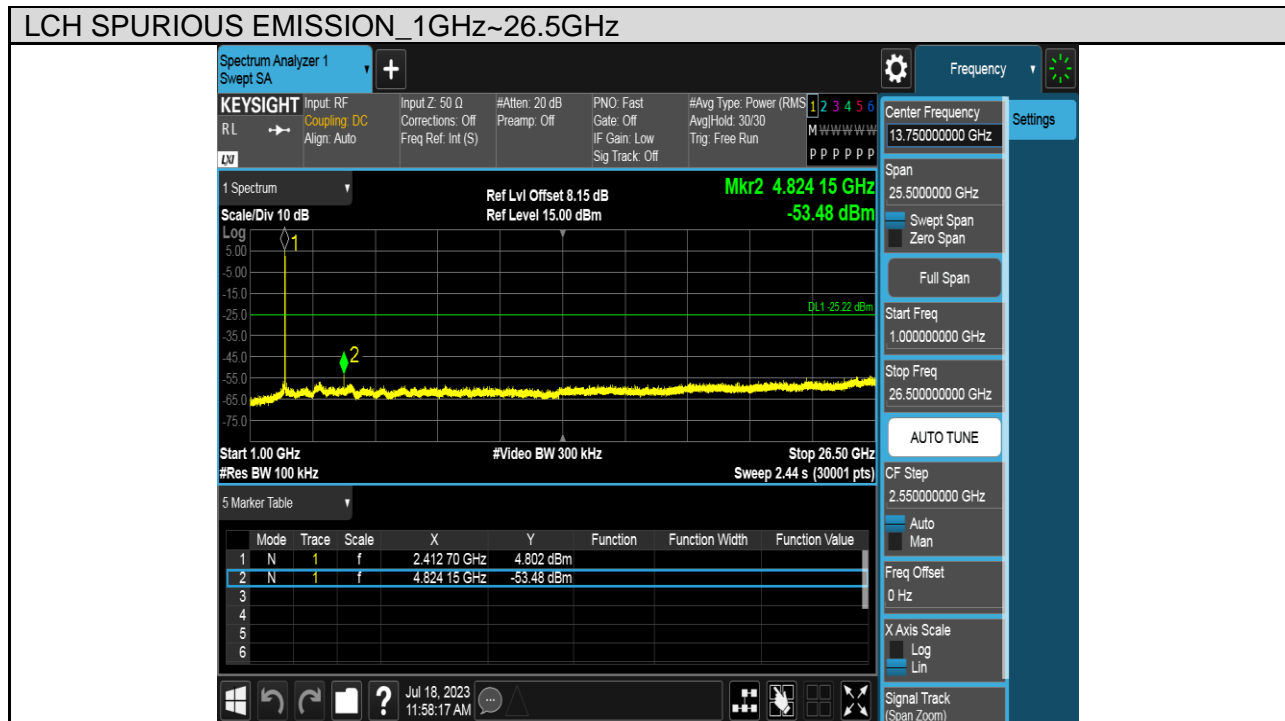 LCH SPURIOUS EMISSION_1GHz~26.5GHz
Spectrum Analyzer 1
Swept SA
+
Frequency
KEYSIGHT
RL
LXI
Input: RF
Coupling: DC
Align: Auto
Input Z: 50 Ω
Corrections: Off
Freq Ref: Int (S)
#Atten: 20 dB
Preamp: Off
PNO: Fast
Gate: Off
IF Gain: Low
Sig Track: Off
#Avg Type: Power (RMS
Avg|Hold: 30/30
Trig: Free Run
1 2 3 4 5 6
M W W W W W
P P P P P P
Center Frequency
13.750000000 GHz
Settings
Span
25.5000000 GHz
Swept Span
Zero Span
Full Span
Start Freq
1.000000000 GHz
Stop Freq
26.500000000 GHz
AUTO TUNE
CF Step
2.550000000 GHz
Auto
Man
Freq Offset
0 Hz
X Axis Scale
Log
Lin
Signal Track
(Span Zoom)
1 Spectrum
Ref Lvl Offset 8.15 dB
Mkr2 4.824 15 GHz
Scale/Div 10 dB
Ref Level 15.00 dBm
-53.48 dBm
Log
1
5.00
-5.00
-15.0
DL1 -25.22 dBm
-25.0
-35.0
2
-45.0
-55.0
-65.0
-75.0
Start 1.00 GHz
#Video BW 300 kHz
Stop 26.50 GHz
#Res BW 100 kHz
Sweep 2.44 s (30001 pts)
5 Marker Table
Mode Trace Scale X Y Function Function Width Function Value
1 N 1 f 2.412 70 GHz 4.802 dBm
2 N 1 f 4.824 15 GHz -53.48 dBm
3
4
5
6
?
Jul 18, 2023
11:58:17 AM